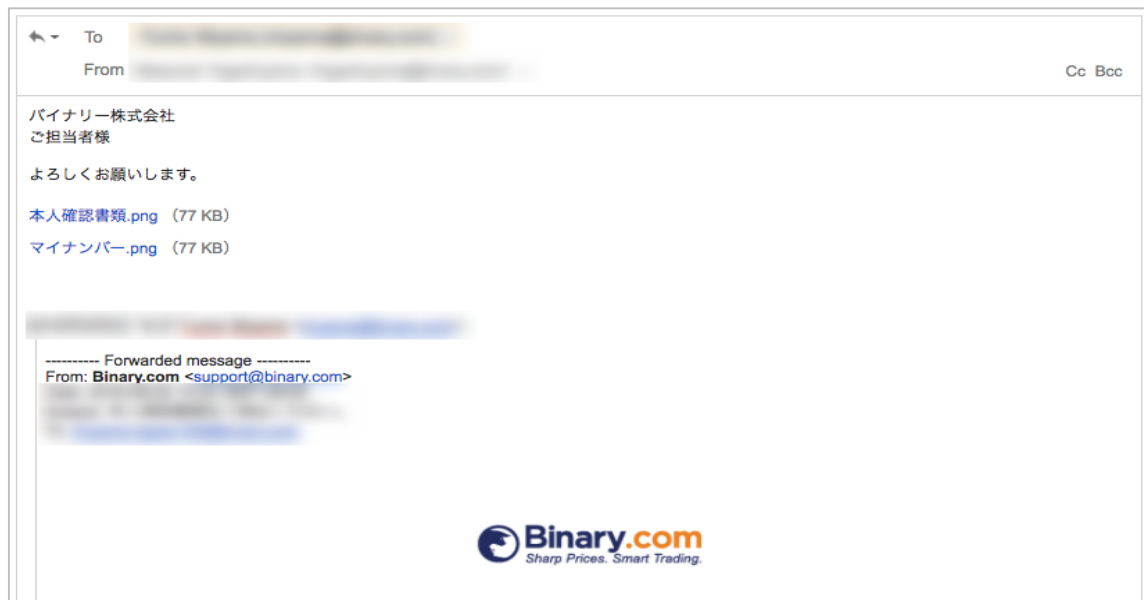 To
From
Cc Bcc
バイナリー株式会社
ご担当者様
よろしくお願いします。
本人確認書類.png (77 KB)
マイナンバー.png (77 KB)
---------- Forwarded message ----------
From: Binary.com <support@binary.com>
Binary.com
Sharp Prices. Smart Trading.